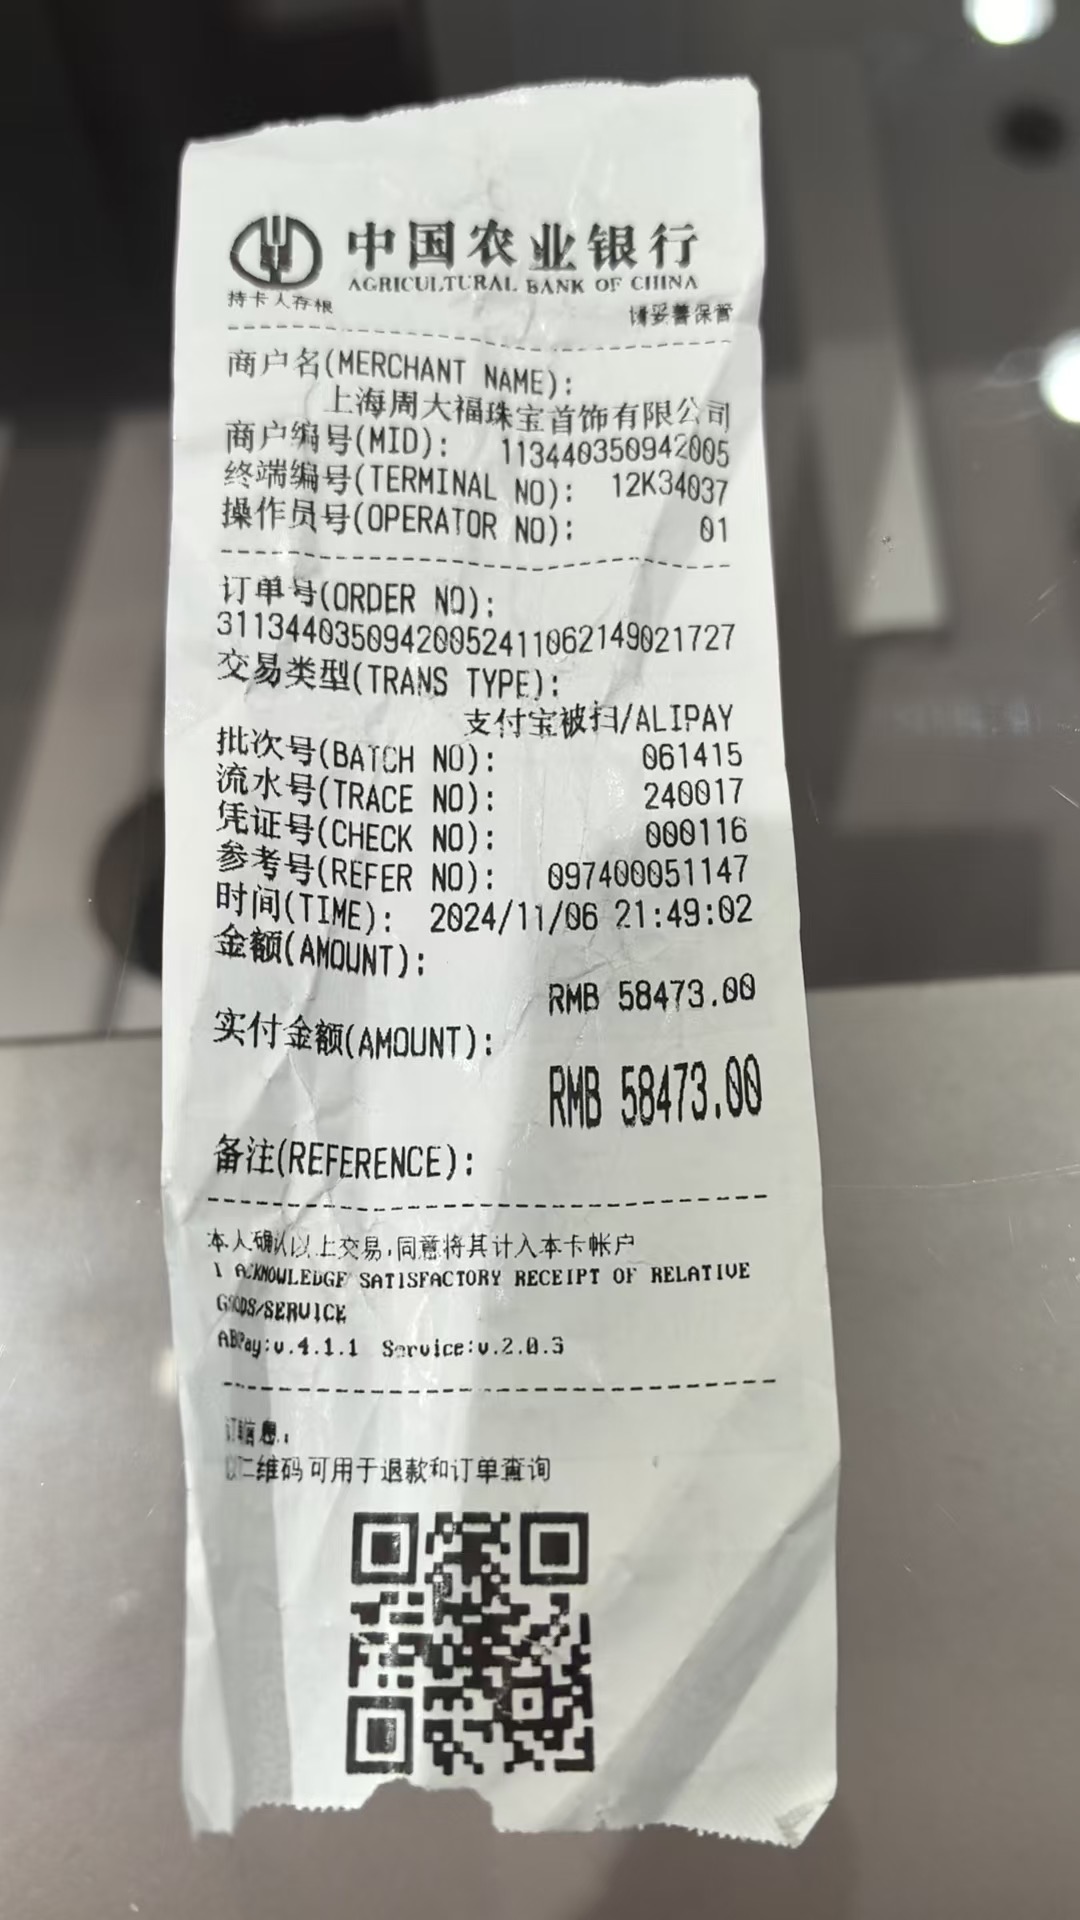 中国农业银行
AGRICULTURAL BANK OF CHINA
持卡人存根 请妥善保管
商户名(MERCHANT NAME):
上海周大福珠宝首饰有限公司
商户编号(MID): 113440350942005
终端编号(TERMINAL NO): 12K34037
操作员号(OPERATOR NO): 01
订单号(ORDER NO):
31134403509420052411062149021727
交易类型(TRANS TYPE):
支付宝被扫/ALIPAY
批次号(BATCH NO): 061415
流水号(TRACE NO): 240017
凭证号(CHECK NO): 000116
参考号(REFER NO): 097400051147
时间(TIME): 2024/11/06 21:49:02
金额(AMOUNT):
RMB 58473.00
实付金额(AMOUNT):
RMB 58473.00
备注(REFERENCE):
本人确认以上交易,同意将其计入本卡帐户
I ACKNOWLEDGE SATISFACTORY RECEIPT OF RELATIVE
GOODS/SERVICE
ABPay:v.4.1.1 Service:v.2.0.3
订单信息:
二维码可用于退款和订单查询